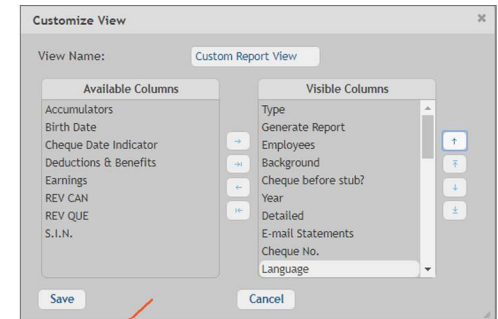 Customize View
View Name: Custom Report View
Available Columns
Accumulators
Birth Date
Cheque Date Indicator
Deductions & Benefits
Earnings
REV CAN
REV QUE
S.I.N.
Visible Columns
Type
Generate Report
Employees
Background
Cheque before stub?
Year
Detailed
E-mail Statements
Cheque No.
Language
Save Cancel